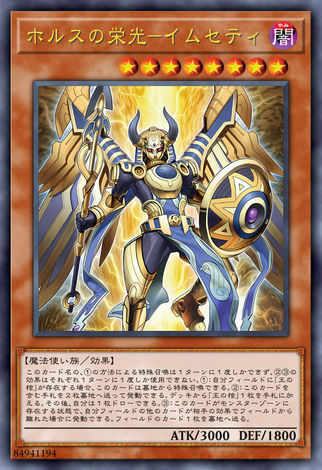 ホルスの栄光－イムセティ
闇
やみ
【魔法使い族／効果】
このカード名の、①の方法による特殊召喚は1ターンに1度しかできず、②③の
効果はそれぞれ1ターンに1度しか使用できない。①:自分フィールドに「王の
棺」が存在する場合、このカードは墓地から特殊召喚できる。②:このカードを
含む手札を2枚墓地へ送って発動できる。デッキから「王の棺」1枚を手札に加
える。その後、自分は1枚ドローできる。③:このカードがモンスターゾーンに
存在する状態で、自分フィールドの他のカードが相手の効果でフィールドから
離れた場合に発動できる。フィールドのカード1枚を墓地へ送る。
ATK/3000 DEF/1800
84941194